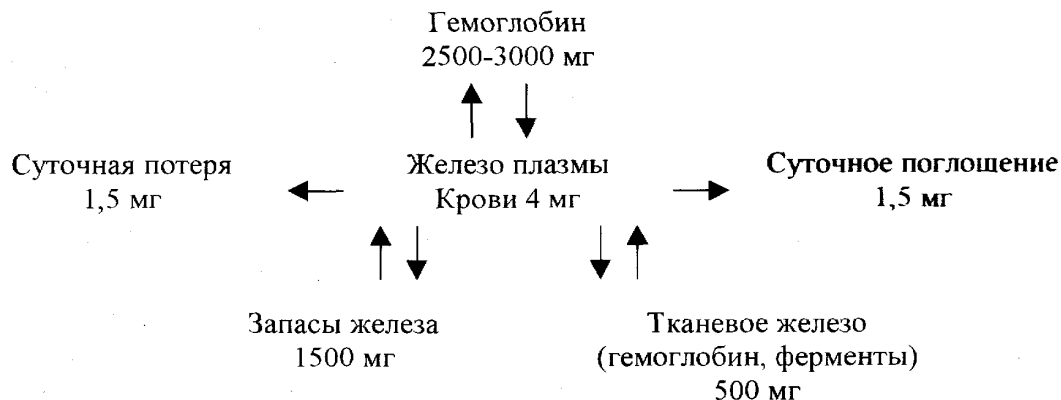 Гемоглобин
2500-3000 мг
Суточная потеря
1,5 мг
Железо плазмы
Крови 4 мг
Суточное поглошение
1,5 мг
Запасы железа
1500 мг
Тканевое железо
(гемоглобин, ферменты)
500 мг